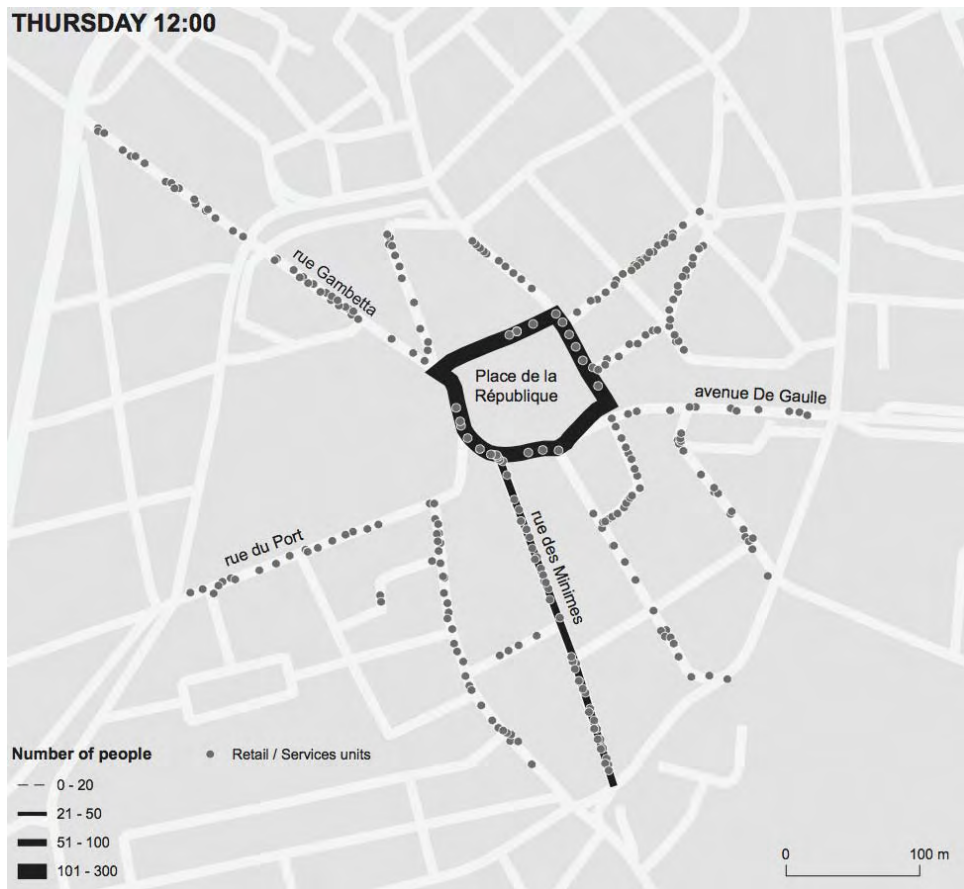 THURSDAY 12:00
rue Gambetta
Place de la
République
avenue De Gaulle
rue du Port
rue des Minimes
Number of people
Retail / Services units
0 - 20
21 - 50
51 - 100
101 - 300
0
100 m